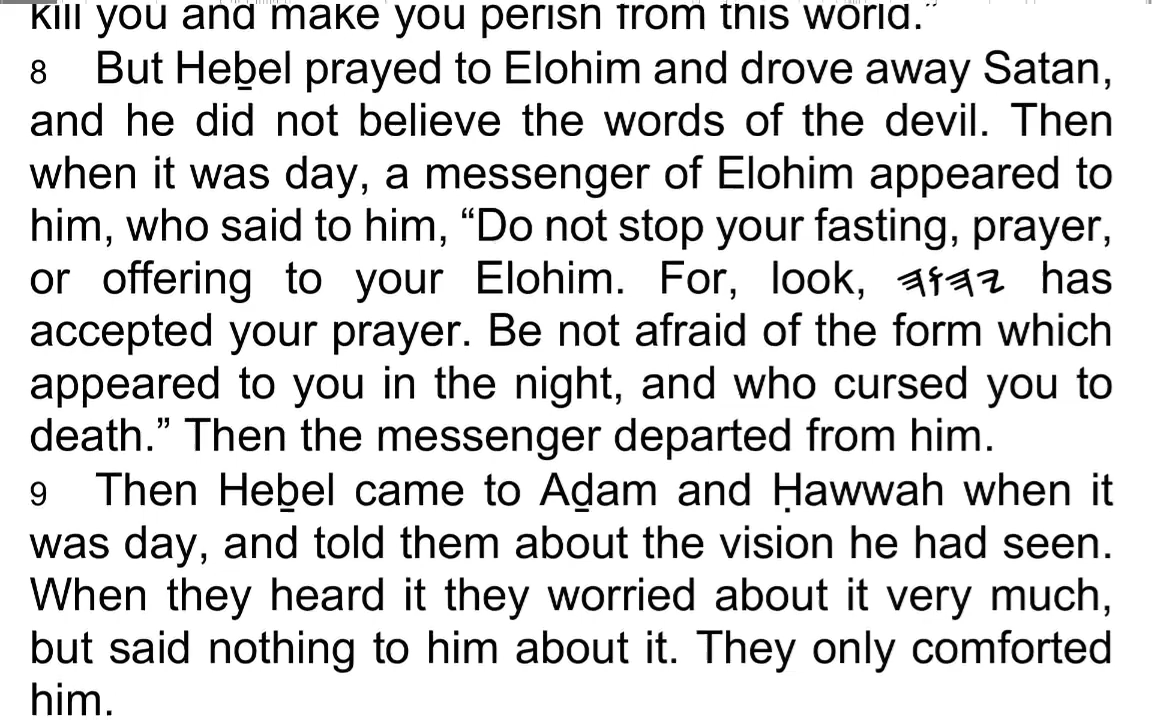 kill you and make you perish from this world.”
8 But Heḇel prayed to Elohim and drove away Satan,
and he did not believe the words of the devil. Then
when it was day, a messenger of Elohim appeared to
him, who said to him, “Do not stop your fasting, prayer,
or offering to your Elohim. For, look, 𐤉𐤄𐤅𐤄 has
accepted your prayer. Be not afraid of the form which
appeared to you in the night, and who cursed you to
death.” Then the messenger departed from him.
9 Then Heḇel came to Aḏam and Ḥawwah when it
was day, and told them about the vision he had seen.
When they heard it they worried about it very much,
but said nothing to him about it. They only comforted
him.